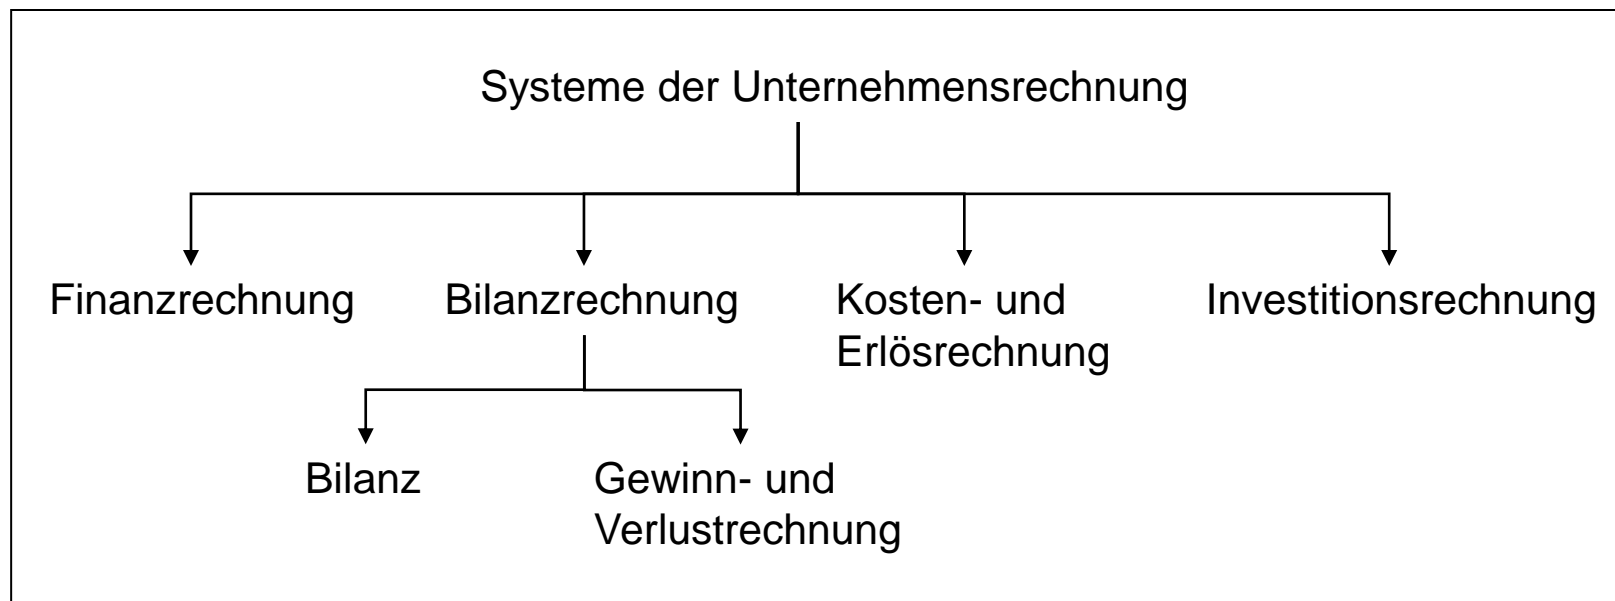 Systeme der Unternehmensrechnung
Finanzrechnung
Bilanzrechnung
Kosten- und
Erlösrechnung
Investitionsrechnung
Bilanz
Gewinn- und
Verlustrechnung